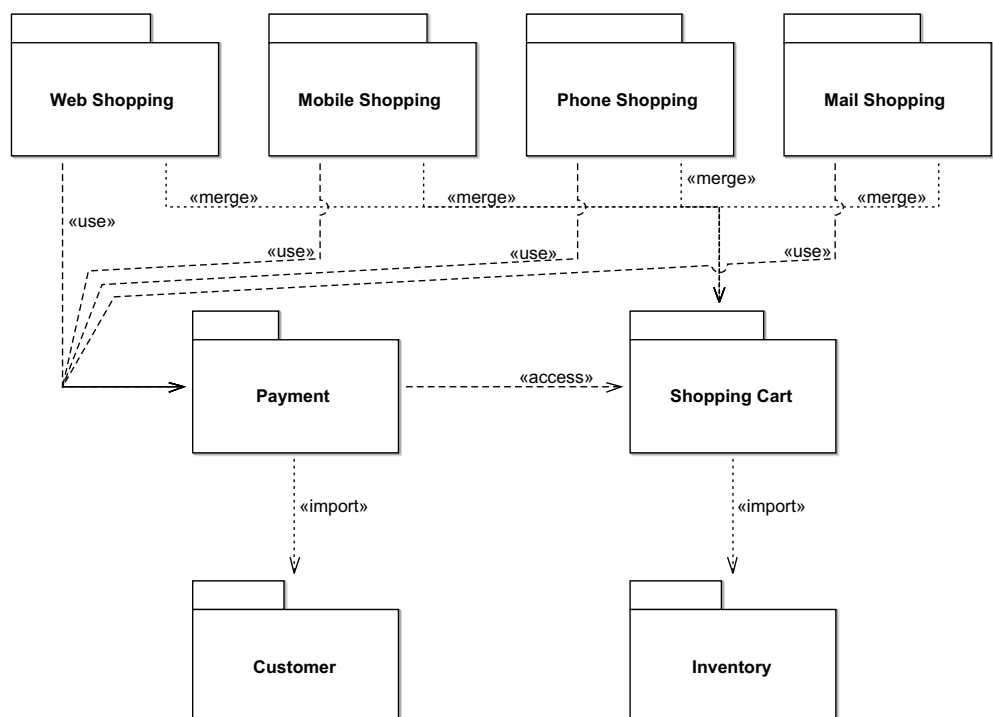 Web Shopping
Mobile Shopping
Phone Shopping
Mail Shopping
«merge»
«merge»
«merge»
«merge»
«use»
«use»
«use»
«use»
Payment
«access»
Shopping Cart
«import»
«import»
Customer
Inventory